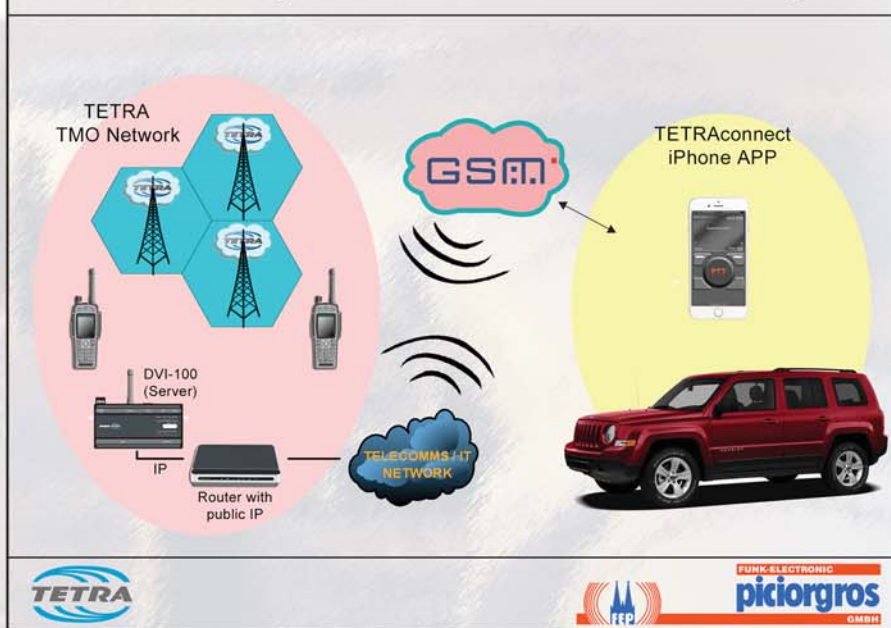 TETRA
TMO Network
TETRA
TETRA
TETRA
GSM
TETRAconnect
iPhone APP
PTT
DVI-100
(Server)
IP
Router with
public IP
TELECOMMS / IT
NETWORK
TETRA
FEP
FUNK-ELECTRONIC
piciorgros
GMBH